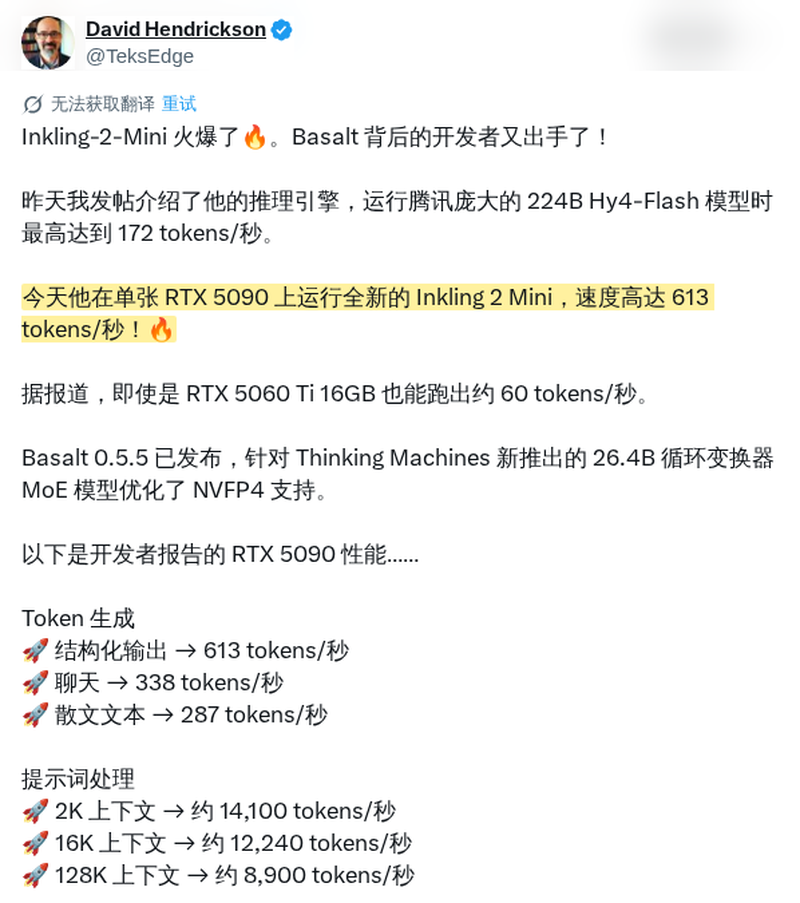 David Hendrickson
@TeksEdge
无法获取翻译 重试
Inkling-2-Mini 火爆了🔥。Basalt 背后的开发者又出手了！
昨天我发帖介绍了他的推理引擎，运行腾讯庞大的 224B Hy4-Flash 模型时
最高达到 172 tokens/秒。
今天他在单张 RTX 5090 上运行全新的 Inkling 2 Mini，速度高达 613
tokens/秒！🔥
据报道，即使是 RTX 5060 Ti 16GB 也能跑出约 60 tokens/秒。
Basalt 0.5.5 已发布，针对 Thinking Machines 新推出的 26.4B 循环变换器
MoE 模型优化了 NVFP4 支持。
以下是开发者报告的 RTX 5090 性能......
Token 生成
🚀 结构化输出 → 613 tokens/秒
🚀 聊天 → 338 tokens/秒
🚀 散文文本 → 287 tokens/秒
提示词处理
🚀 2K 上下文 → 约 14,100 tokens/秒
🚀 16K 上下文 → 约 12,240 tokens/秒
🚀 128K 上下文 → 约 8,900 tokens/秒